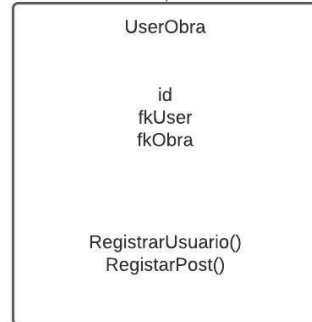 UserObra
id
fkUser
fkObra
RegistrarUsuario()
RegistarPost()